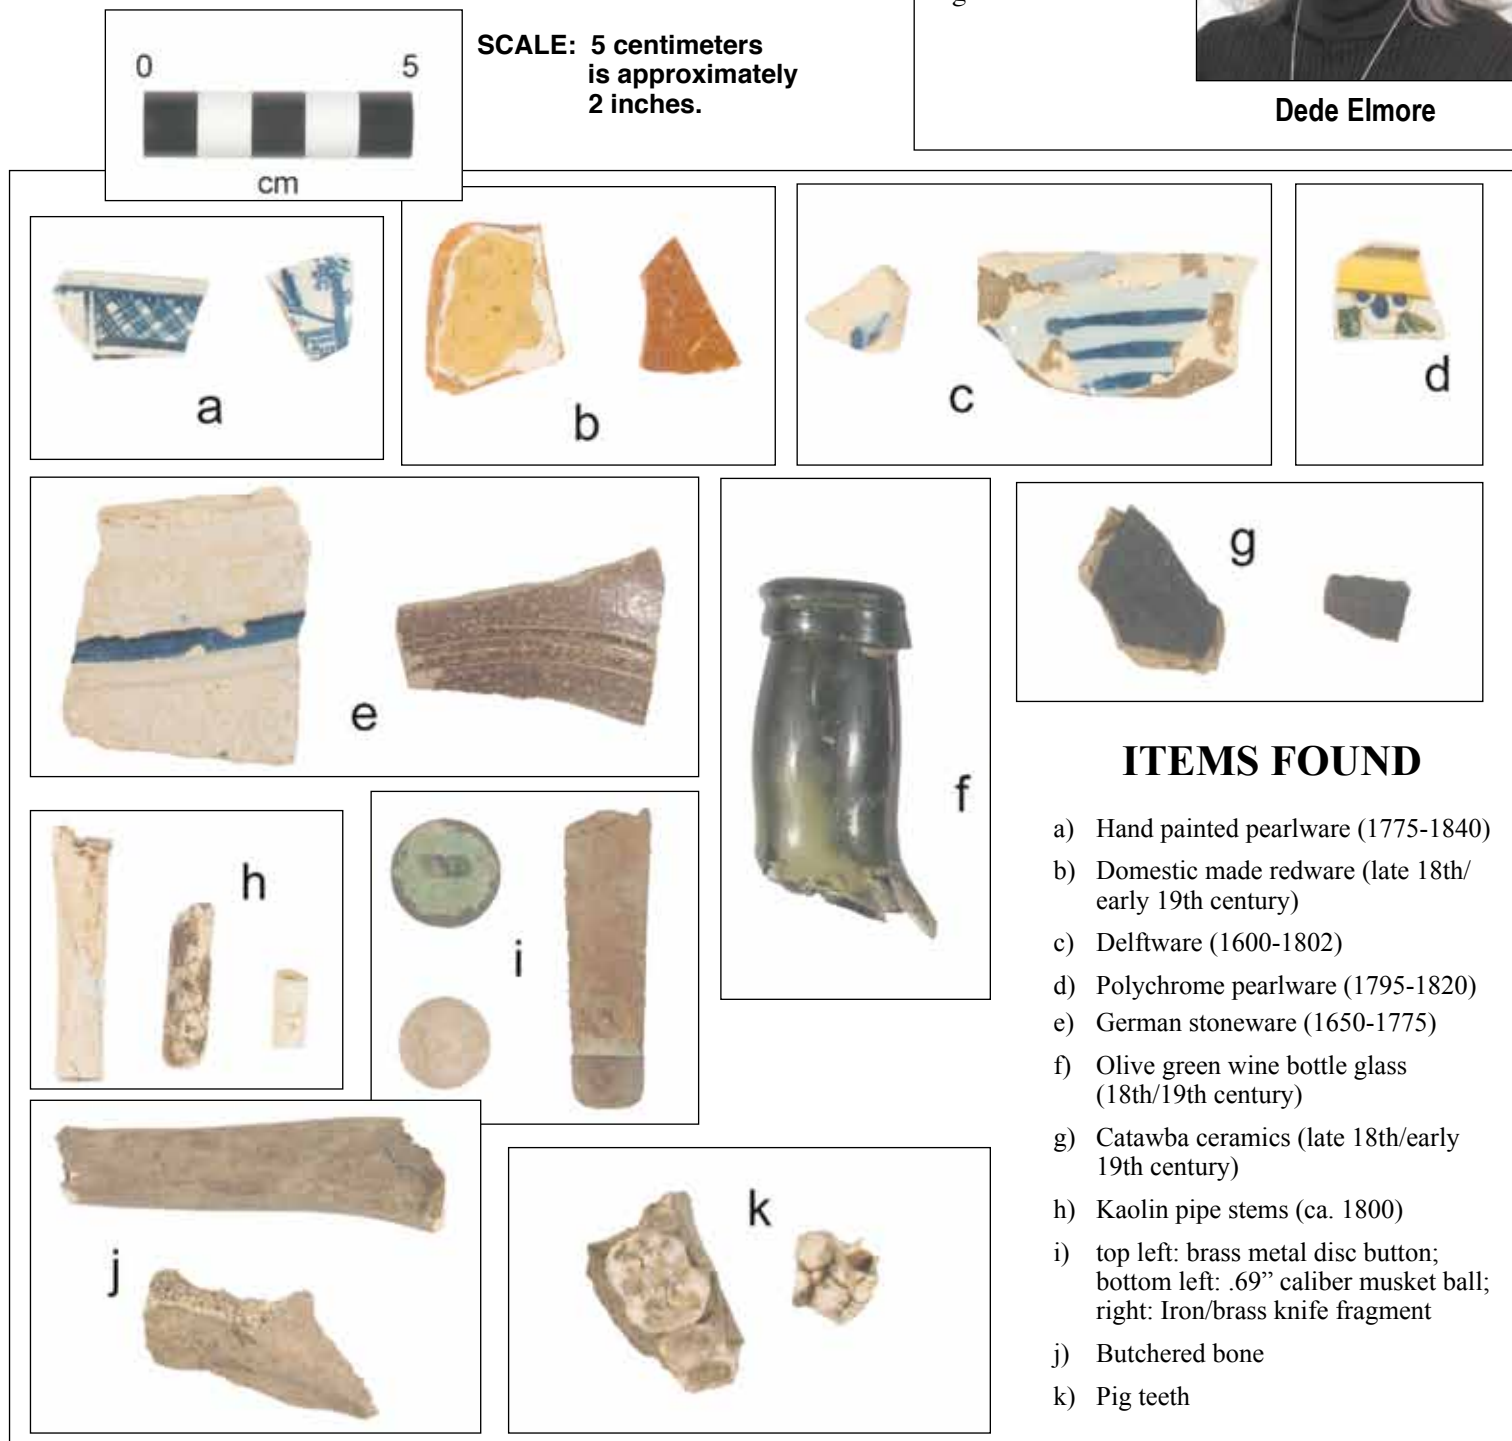 0 5
cm
SCALE: 5 centimeters
is approximately
2 inches.
Dede Elmore
a
b
c
d
e
f
g
h
i
j
k
ITEMS FOUND
a) Hand painted pearlware (1775-1840)
b) Domestic made redware (late 18th/
early 19th century)
c) Delftware (1600-1802)
d) Polychrome pearlware (1795-1820)
e) German stoneware (1650-1775)
f) Olive green wine bottle glass
(18th/19th century)
g) Catawba ceramics (late 18th/early
19th century)
h) Kaolin pipe stems (ca. 1800)
i) top left: brass metal disc button;
bottom left: .69” caliber musket ball;
right: Iron/brass knife fragment
j) Butchered bone
k) Pig teeth